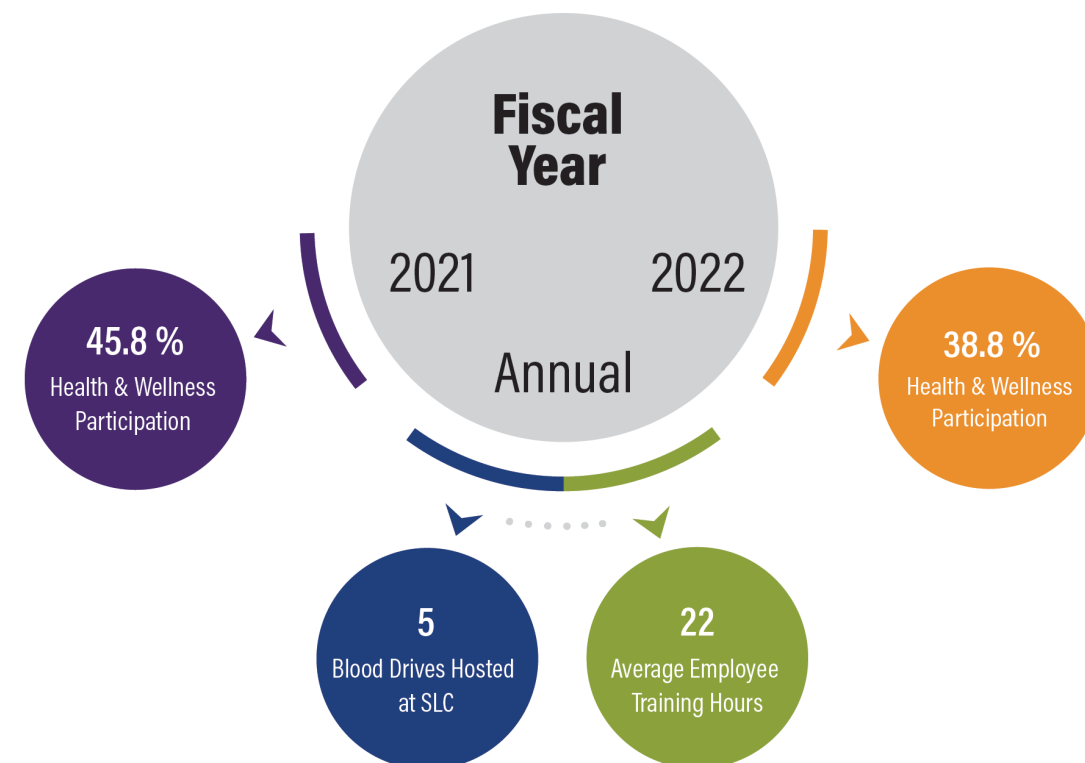 Fiscal
Year
2021
2022
Annual
45.8 %
Health & Wellness
Participation
38.8 %
Health & Wellness
Participation
5
Blood Drives Hosted
at SLC
22
Average Employee
Training Hours